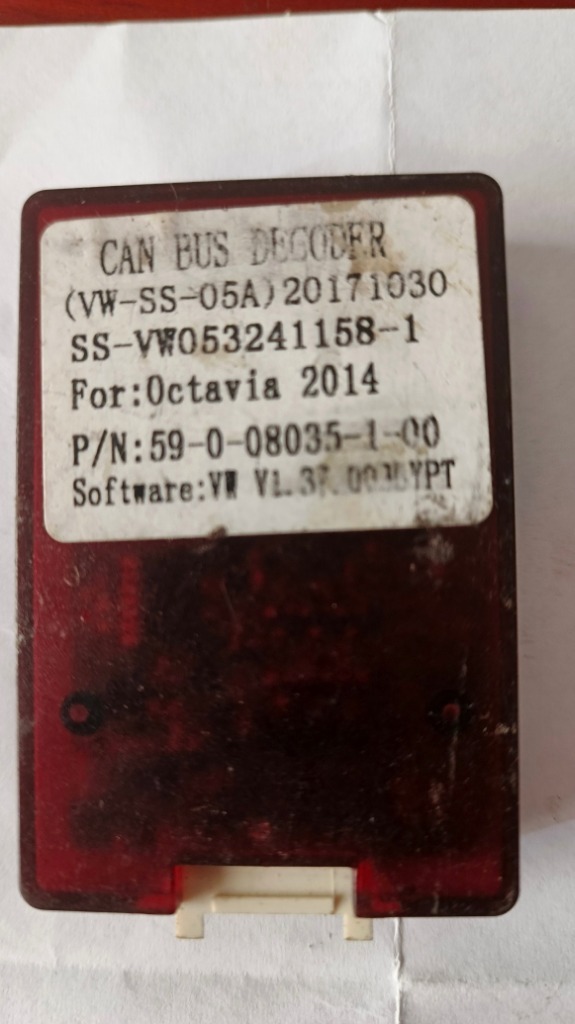 CAN BUS DECODER
(VW-SS-05A)20171030
SS-VW053241158-1
For:Octavia 2014
P/N:59-0-08035-1-00
Software:VW